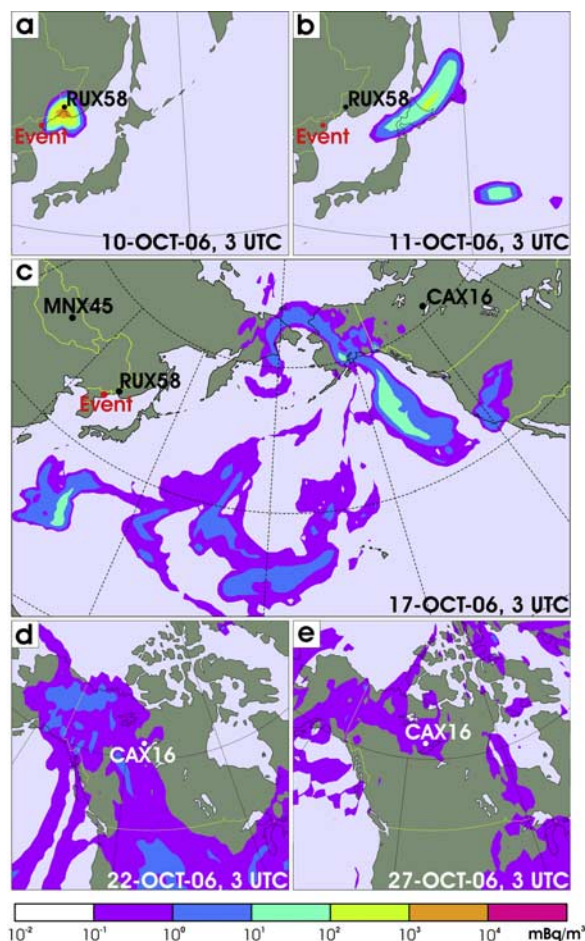 a
RUX58
Event
10-OCT-06, 3 UTC
b
RUX58
Event
11-OCT-06, 3 UTC
c
MNX45
CAX16
RUX58
Event
17-OCT-06, 3 UTC
d
CAX16
22-OCT-06, 3 UTC
e
CAX16
27-OCT-06, 3 UTC
10⁻² 10⁻¹ 10⁰ 10¹ 10² 10³ 10⁴ mBq/m³